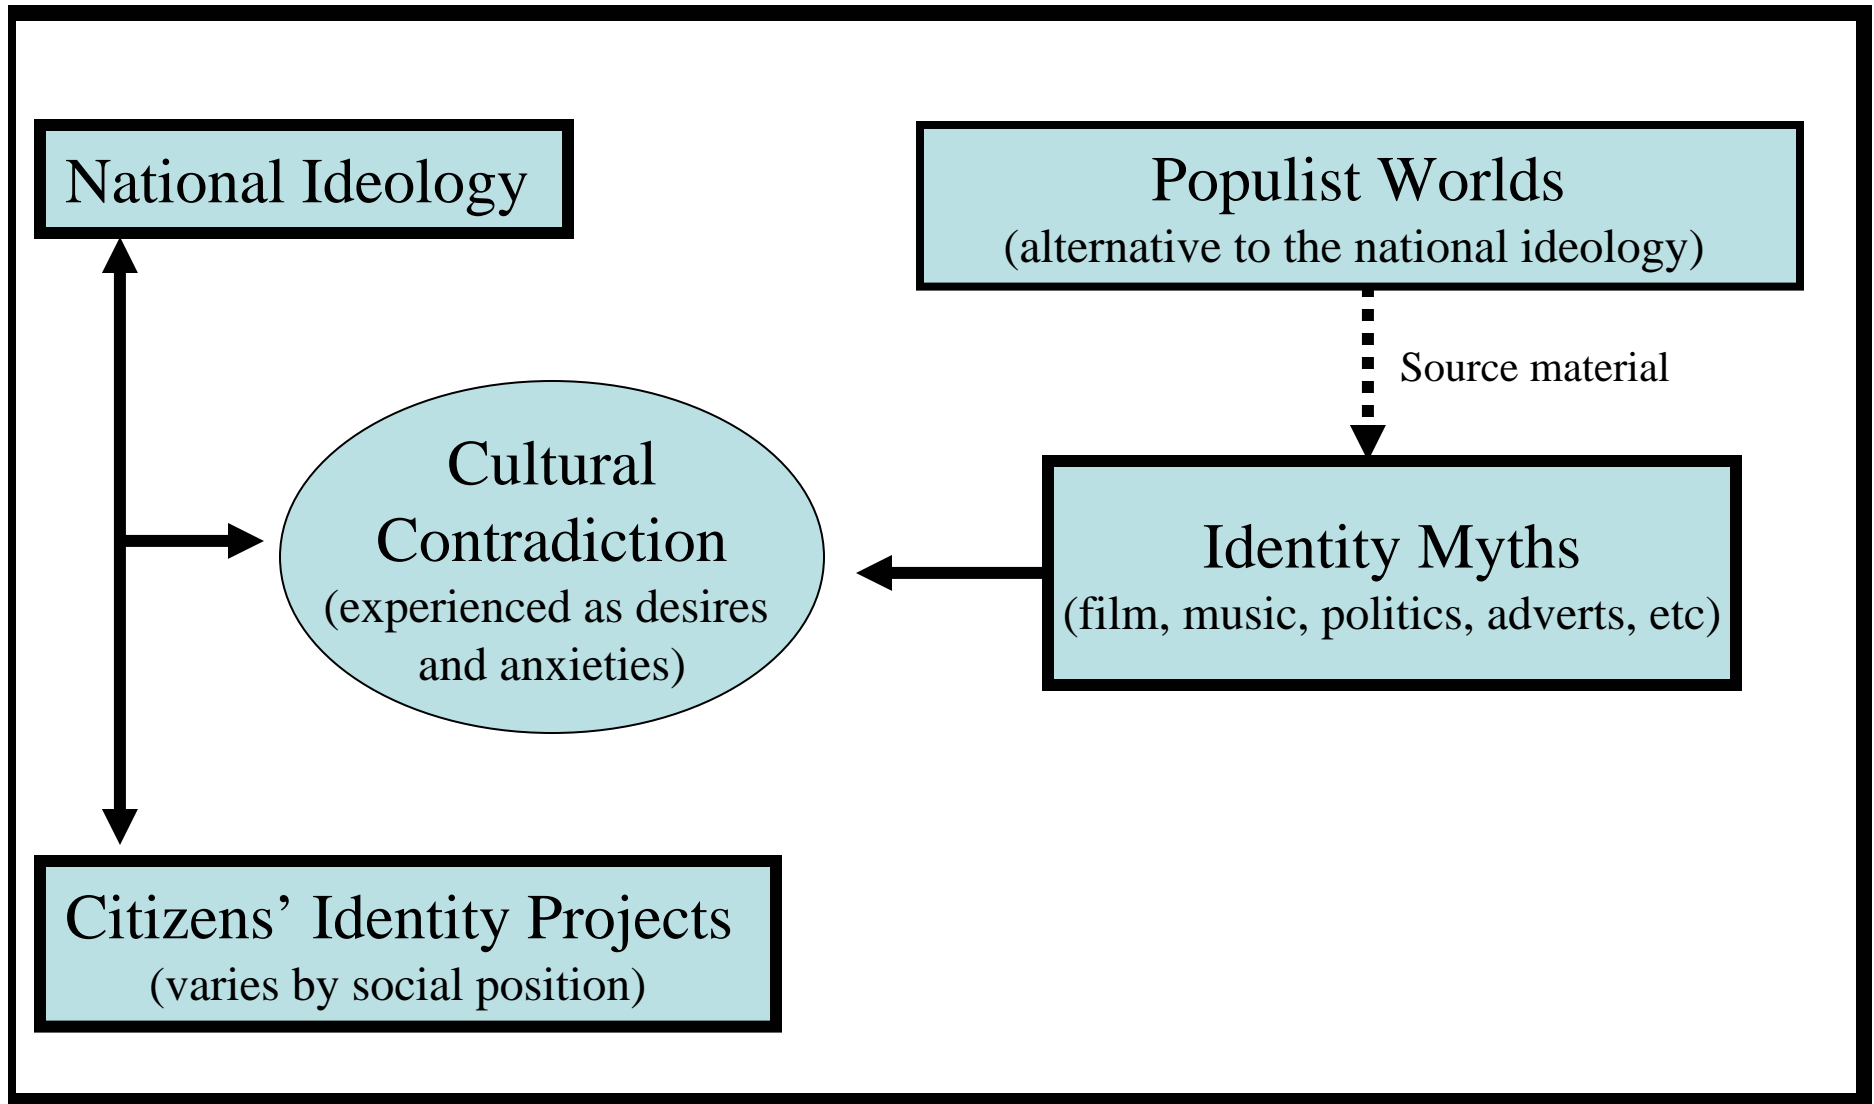 National Ideology
Populist Worlds
(alternative to the national ideology)
Source material
Cultural
Contradiction
(experienced as desires
and anxieties)
Identity Myths
(film, music, politics, adverts, etc)
Citizens’ Identity Projects
(varies by social position)